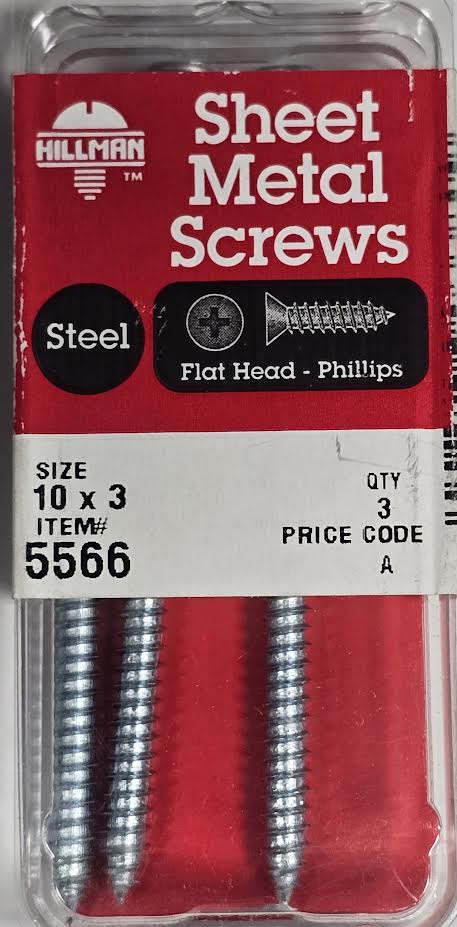 HILLMAN
TM
Sheet
Metal
Screws
Steel
Flat Head - Phillips
SIZE
10 x 3
ITEM#
5566
QTY
3
PRICE CODE
A